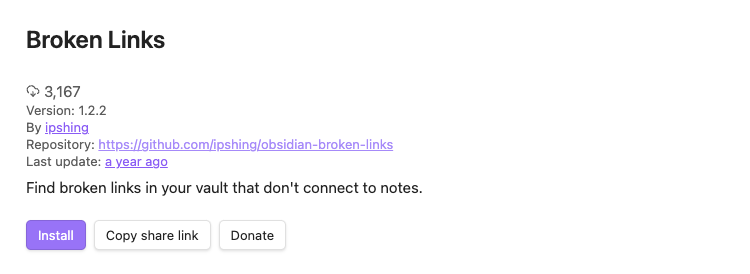 Broken Links
3,167
Version: 1.2.2
By ipshing
Repository: https://github.com/ipshing/obsidian-broken-links
Last update: a year ago
Find broken links in your vault that don't connect to notes.
Install Copy share link Donate